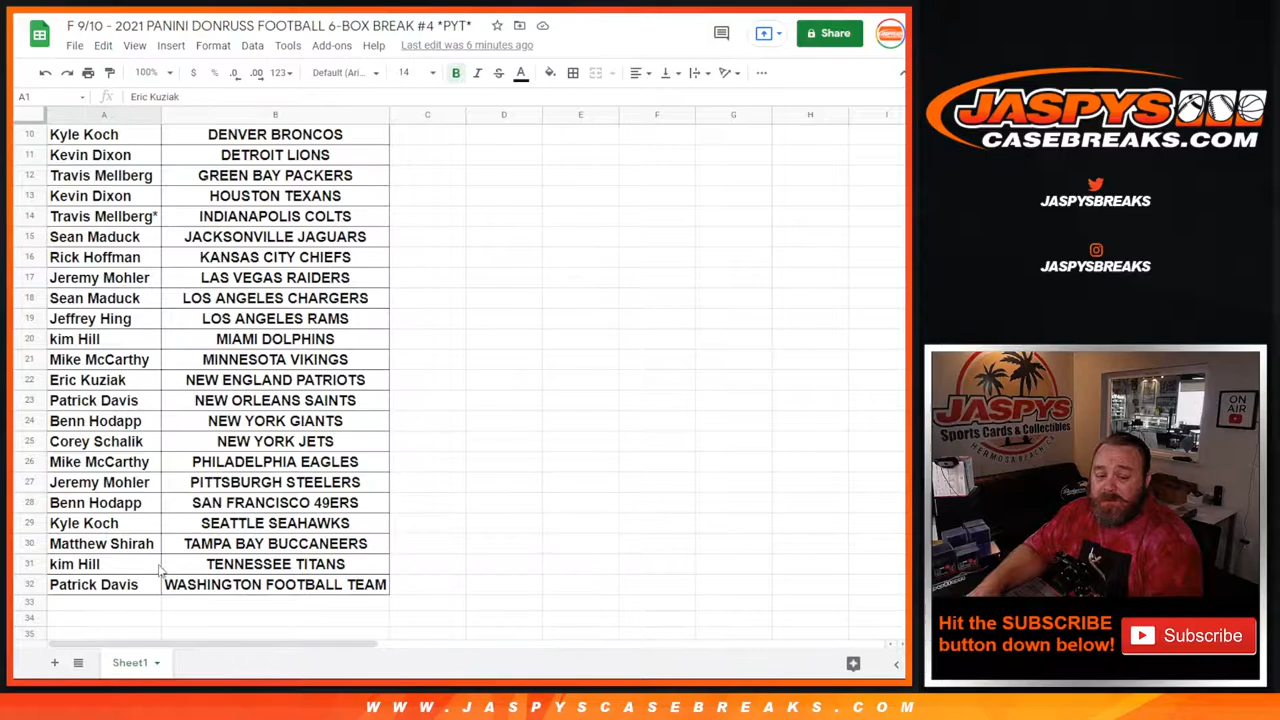 F 9/10 - 2021 PANINI DONRUSS FOOTBALL 6-BOX BREAK #4 *PYT*
File Edit View Insert Format Data Tools Add-ons Help Last edit was 6 minutes ago
Share
100% $ % .0 .00 123 Default (Ari... 14 B I S A
A1 fx Eric Kuziak
A B C D E F G H I
10 Kyle Koch DENVER BRONCOS
11 Kevin Dixon DETROIT LIONS
12 Travis Mellberg GREEN BAY PACKERS
13 Kevin Dixon HOUSTON TEXANS
14 Travis Mellberg* INDIANAPOLIS COLTS
15 Sean Maduck JACKSONVILLE JAGUARS
16 Rick Hoffman KANSAS CITY CHIEFS
17 Jeremy Mohler LAS VEGAS RAIDERS
18 Sean Maduck LOS ANGELES CHARGERS
19 Jeffrey Hing LOS ANGELES RAMS
20 kim Hill MIAMI DOLPHINS
21 Mike McCarthy MINNESOTA VIKINGS
22 Eric Kuziak NEW ENGLAND PATRIOTS
23 Patrick Davis NEW ORLEANS SAINTS
24 Benn Hodapp NEW YORK GIANTS
25 Corey Schalik NEW YORK JETS
26 Mike McCarthy PHILADELPHIA EAGLES
27 Jeremy Mohler PITTSBURGH STEELERS
28 Benn Hodapp SAN FRANCISCO 49ERS
29 Kyle Koch SEATTLE SEAHAWKS
30 Matthew Shirah TAMPA BAY BUCCANEERS
31 kim Hill TENNESSEE TITANS
32 Patrick Davis WASHINGTON FOOTBALL TEAM
33
34
35
Sheet1
JASPYS
CASEBREAKS.COM
JASPYSBREAKS
JASPYSBREAKS
JASPYS
Sports Cards & Collectibles
HERMOSA BEACH, CA
ON AIR
Hit the SUBSCRIBE
button down below!
Subscribe
WWW.JASPYSCASEBREAKS.COM